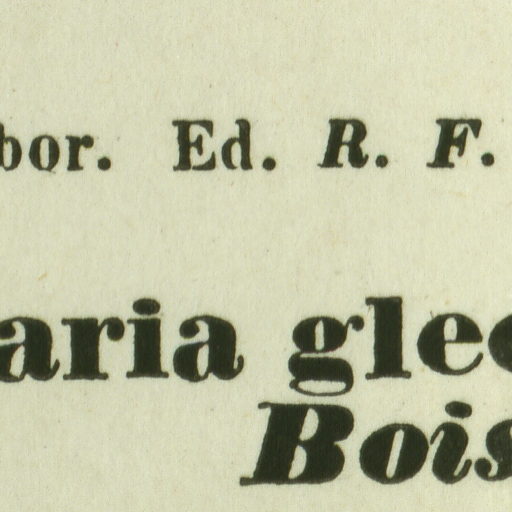 bor. Ed. R. F.
aria glec
Bois